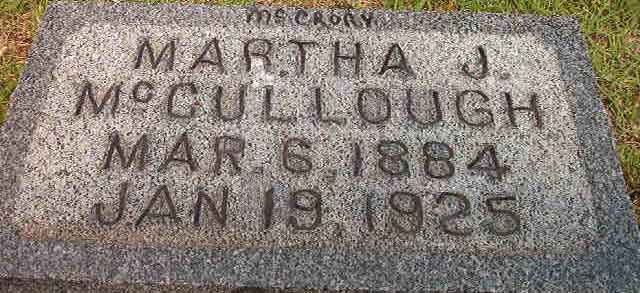 McCRORY
MARTHA J.
McCULLOUGH
MAR. 6, 1884
JAN 19, 1925